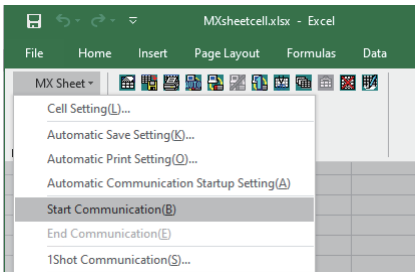 MXsheetcell.xlsx - Excel
File Home Insert Page Layout Formulas Data
MX Sheet
Cell Setting(L)...
Automatic Save Setting(K)...
Automatic Print Setting(O)...
Automatic Communication Startup Setting(A)
Start Communication(B)
End Communication(E)
1Shot Communication(S)...